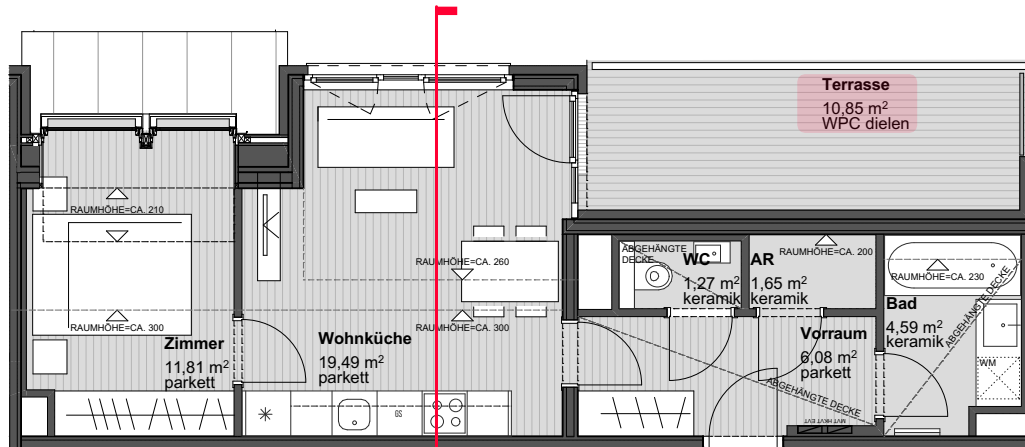 Terrasse
10,85 m²
WPC dielen
RAUMHÖHE=CA. 210
RAUMHÖHE=CA. 300
Zimmer
11,81 m²
parkett
RAUMHÖHE=CA. 260
RAUMHÖHE=CA. 300
Wohnküche
19,49 m²
parkett
GS
ABGEHÄNGTE
DECKE
WC
1,27 m²
keramik
RAUMHÖHE=CA. 200
AR
1,65 m²
keramik
RAUMHÖHE=CA. 230
Bad
4,59 m²
keramik
ABGEHÄNGTE DECKE
WM
Vorraum
6,08 m²
parkett
ABGEHÄNGTE DECKE